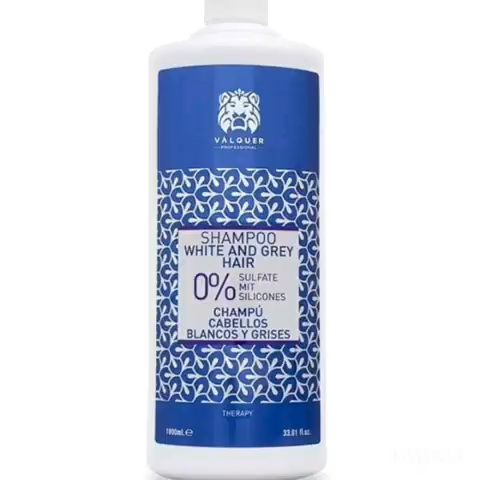 VALQUER
PROFESSIONAL
SHAMPOO
WHITE AND GREY
HAIR
0% SULFATE
MIT
SILICONES
CHAMPÚ
CABELLOS
BLANCOS Y GRISES
THERAPY
1000mL. 33.81 fl.oz.